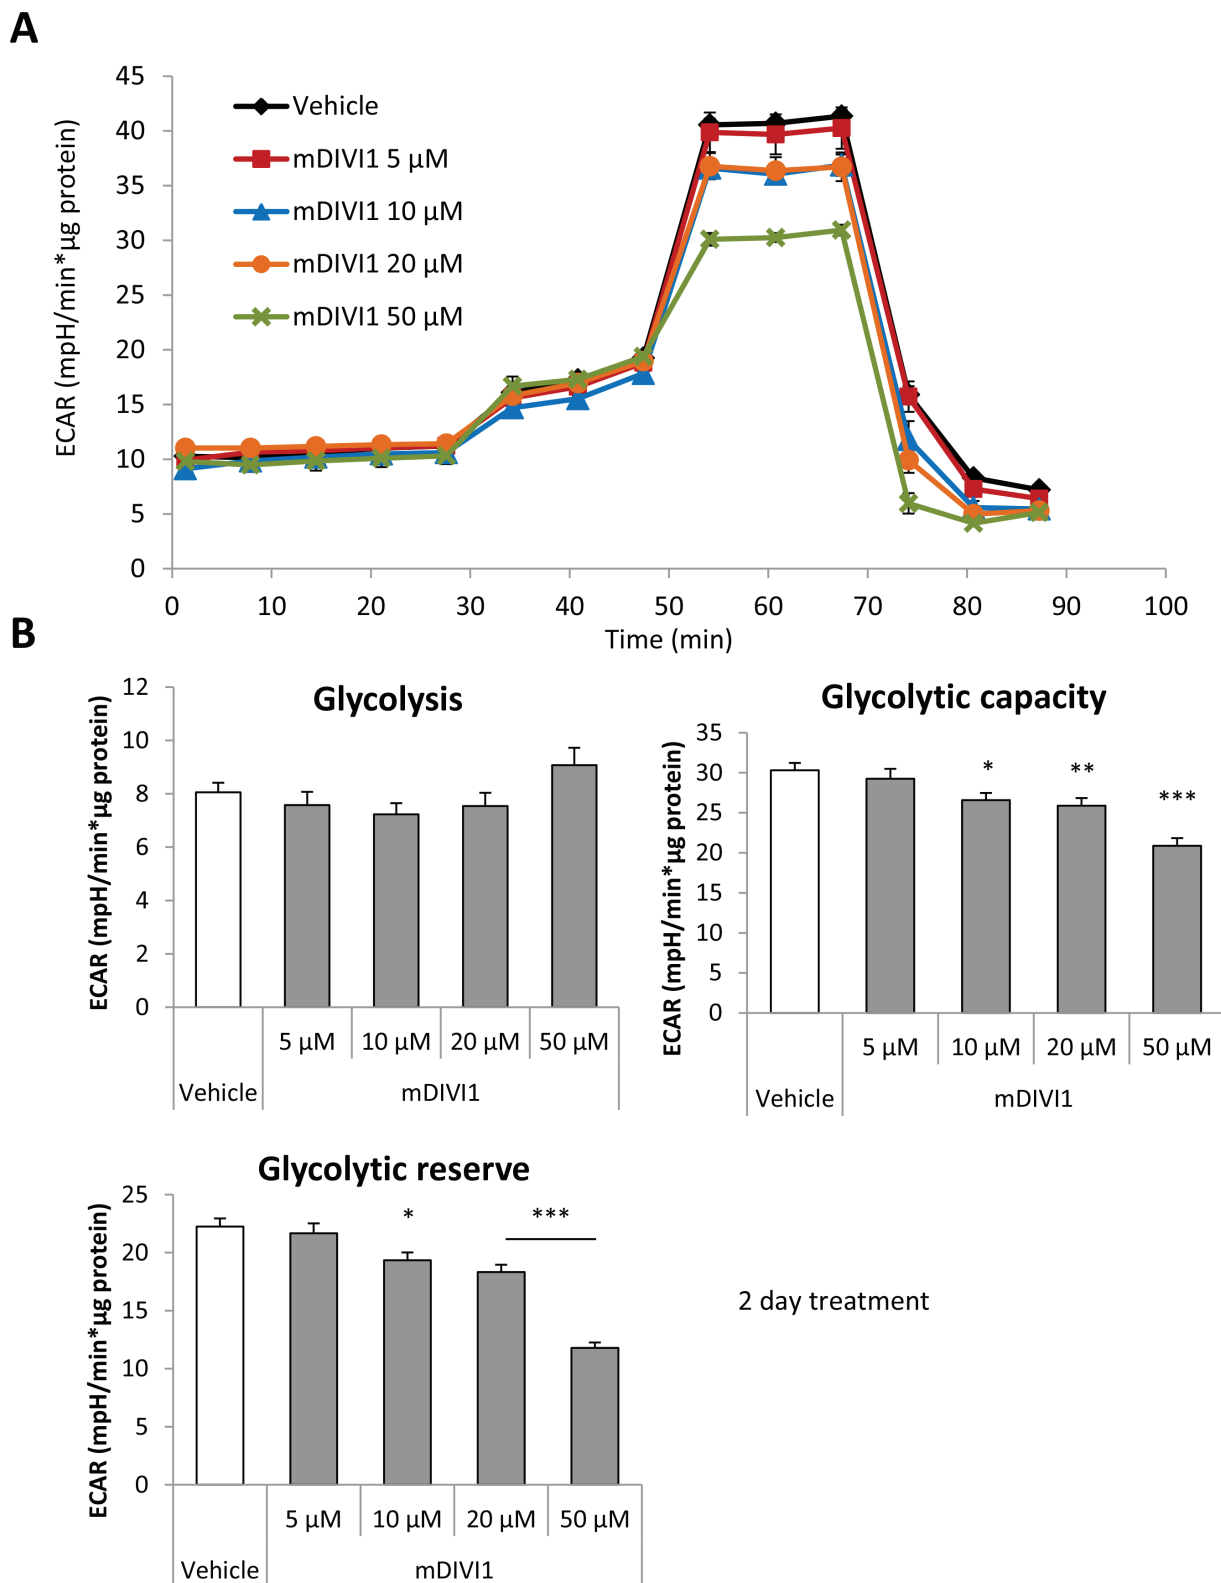 A
ECAR (mpH/min*µg protein)
45
40
35
30
25
20
15
10
5
0
Vehicle
mDIVI1 5 µM
mDIVI1 10 µM
mDIVI1 20 µM
mDIVI1 50 µM
0 10 20 30 40 50 60 70 80 90 100
Time (min)
B
Glycolysis
ECAR (mpH/min*µg protein)
12
10
8
6
4
2
0
5 µM 10 µM 20 µM 50 µM
Vehicle mDIVI1
Glycolytic capacity
ECAR (mpH/min*µg protein)
35
30
25
20
15
10
5
0
* ** ***
5 µM 10 µM 20 µM 50 µM
Vehicle mDIVI1
Glycolytic reserve
ECAR (mpH/min*µg protein)
25
20
15
10
5
0
* ***
5 µM 10 µM 20 µM 50 µM
Vehicle mDIVI1
2 day treatment